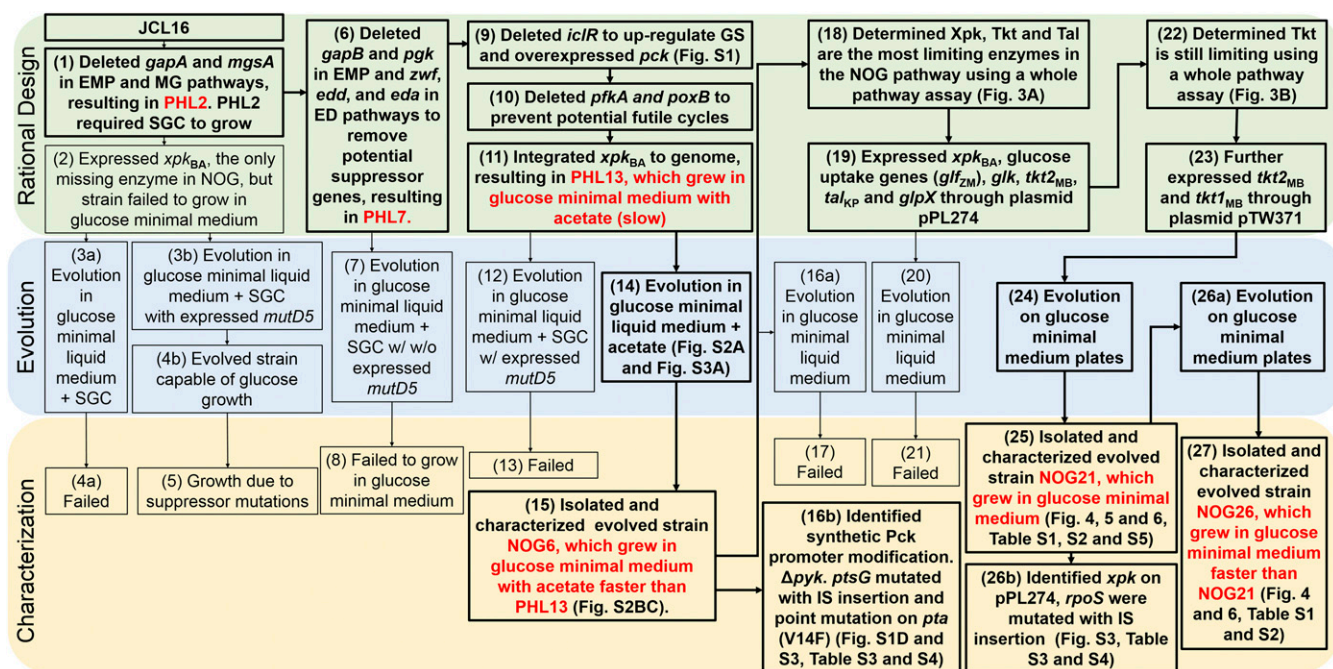 Rational Design
JCL16
(1) Deleted gapA and mgsA
in EMP and MG pathways,
resulting in PHL2. PHL2
required SGC to grow
(2) Expressed xpkBA, the only
missing enzyme in NOG, but
strain failed to grow in
glucose minimal medium
(6) Deleted
gapB and pgk
in EMP and zwf,
edd, and eda in
ED pathways to
remove
potential
suppressor
genes, resulting
in PHL7.
(9) Deleted iclR to up-regulate GS
and overexpressed pck (Fig. S1)
(10) Deleted pfkA and poxB to
prevent potential futile cycles
(11) Integrated xpkBA to genome,
resulting in PHL13, which grew in
glucose minimal medium with
acetate (slow)
(18) Determined Xpk, Tkt and Tal
are the most limiting enzymes in
the NOG pathway using a whole
pathway assay (Fig. 3A)
(19) Expressed xpkBA, glucose
uptake genes (glfZM), glk, tkt2MB,
talKP and glpX through plasmid
pPL274
(22) Determined Tkt
is still limiting using
a whole pathway
assay (Fig. 3B)
(23) Further
expressed tkt2MB
and tkt1MB through
plasmid pTW371
Evolution
(3a)
Evolution
in
glucose
minimal
liquid
medium
+ SGC
(3b) Evolution in
glucose minimal liquid
medium + SGC
with expressed mutD5
(4b) Evolved strain
capable of glucose
growth
(7) Evolution
in glucose
minimal liquid
medium +
SGC w/ w/o
expressed
mutD5
(12) Evolution
in glucose
minimal liquid
medium + SGC
w/ expressed
mutD5
(14) Evolution in
glucose minimal
liquid medium +
acetate (Fig. S2A
and Fig. S3A)
(16a)
Evolution in
glucose
minimal
liquid
medium
(20)
Evolution in
glucose
minimal
liquid
medium
(24) Evolution
on glucose
minimal
medium plates
(26a) Evolution
on glucose
minimal
medium plates
Characterization
(4a)
Failed
(5) Growth due to
suppressor mutations
(8) Failed to grow
in glucose
minimal medium
(13) Failed
(15) Isolated and
characterized evolved strain
NOG6, which grew in
glucose minimal medium
with acetate faster than
PHL13 (Fig. S2BC).
(17)
Failed
(21)
Failed
(16b) Identified
synthetic Pck
promoter modification.
Δpyk. ptsG mutated
with IS insertion and
point mutation on pta
(V14F) (Fig. S1D and
S3, Table S3 and S4)
(25) Isolated and
characterized evolved
strain NOG21, which
grew in glucose minimal
medium (Fig. 4, 5 and 6,
Table S1, S2 and S5)
(26b) Identified xpk on
pPL274, rpoS were
mutated with IS
insertion (Fig. S3, Table
S3 and S4)
(27) Isolated and
characterized
evolved strain
NOG26, which
grew in glucose
minimal medium
faster than
NOG21 (Fig. 4
and 6, Table S1
and S2)